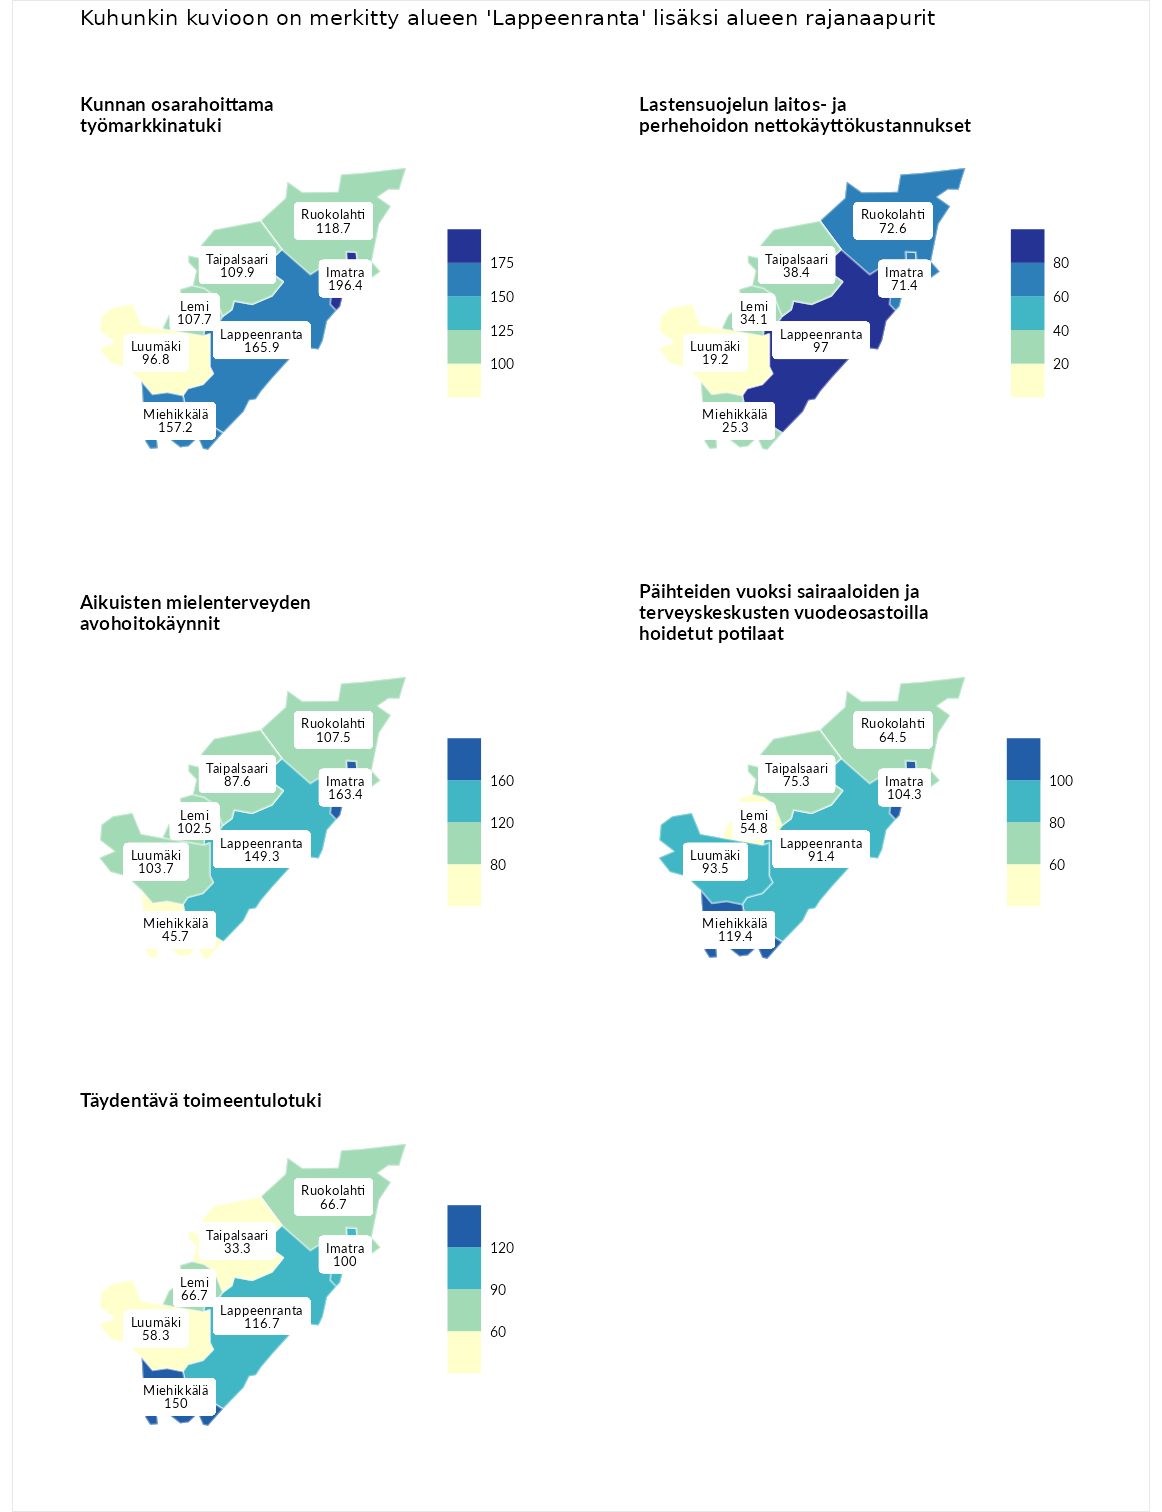 Kuhunkin kuvioon on merkitty alueen 'Lappeenranta' lisäksi alueen rajanaapurit
Kunnan osarahoittama
työmarkkinatuki
Ruokolahti
118.7
Taipalsaari
109.9
Imatra
196.4
Lemi
107.7
Lappeenranta
165.9
Luumäki
96.8
Miehikkälä
157.2
175
150
125
100
Lastensuojelun laitos- ja
perhehoidon nettokäyttökustannukset
Ruokolahti
72.6
Taipalsaari
38.4
Imatra
71.4
Lemi
34.1
Lappeenranta
97
Luumäki
19.2
Miehikkälä
25.3
80
60
40
20
Aikuisten mielenterveyden
avohoitokäynnit
Ruokolahti
107.5
Taipalsaari
87.6
Imatra
163.4
Lemi
102.5
Lappeenranta
149.3
Luumäki
103.7
Miehikkälä
45.7
160
120
80
Päihteiden vuoksi sairaaloiden ja
terveyskeskusten vuodeosastoilla
hoidetut potilaat
Ruokolahti
64.5
Taipalsaari
75.3
Imatra
104.3
Lemi
54.8
Lappeenranta
91.4
Luumäki
93.5
Miehikkälä
119.4
100
80
60
Täydentävä toimeentulotuki
Ruokolahti
66.7
Taipalsaari
33.3
Imatra
100
Lemi
66.7
Lappeenranta
116.7
Luumäki
58.3
Miehikkälä
150
120
90
60